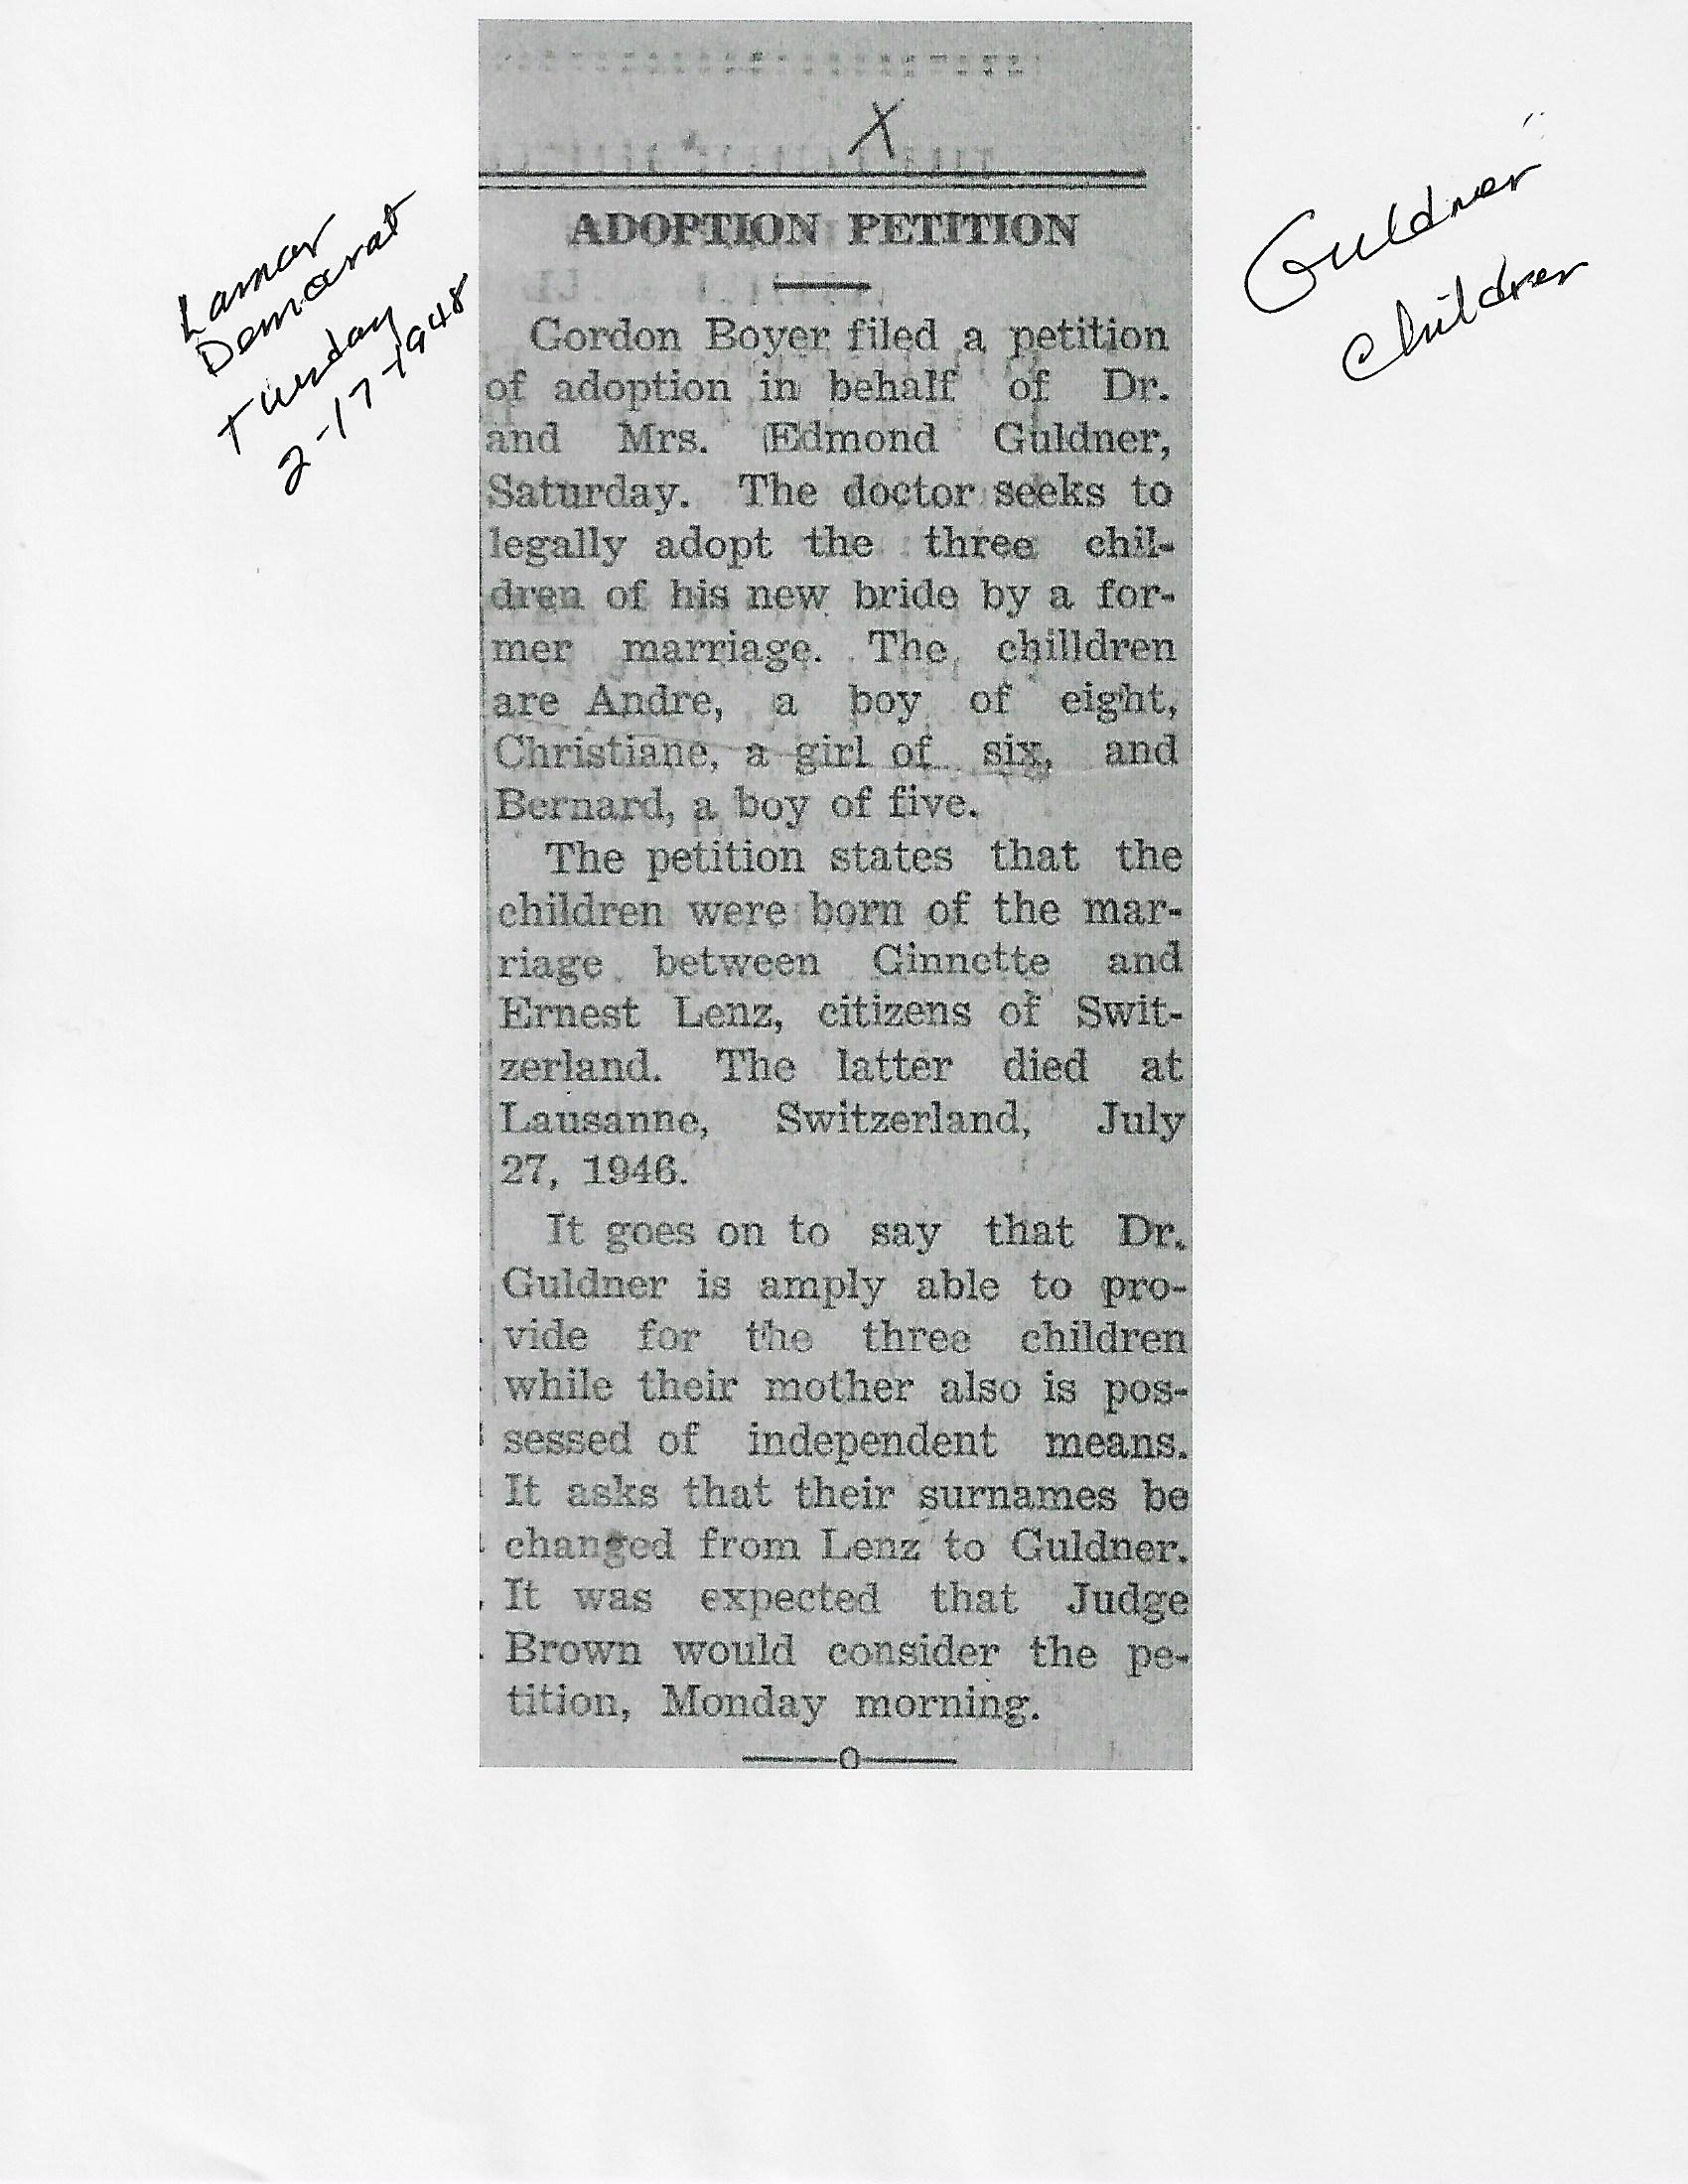 X
Lamar
Democrat
Tuesday
2-17-1948
Guldner
Children
ADOPTION PETITION
Gordon Boyer filed a petition
of adoption in behalf of Dr.
and Mrs. Edmond Guldner,
Saturday. The doctor seeks to
legally adopt the three chil-
dren of his new bride by a for-
mer marriage. The chilldren
are Andre, a boy of eight,
Christiane, a girl of six, and
Bernard, a boy of five.
The petition states that the
children were born of the mar-
riage between Ginnette and
Ernest Lenz, citizens of Swit-
zerland. The latter died at
Lausanne, Switzerland, July
27, 1946.
It goes on to say that Dr.
Guldner is amply able to pro-
vide for the three children
while their mother also is pos-
sessed of independent means.
It asks that their surnames be
changed from Lenz to Guldner.
It was expected that Judge
Brown would consider the pe-
tition, Monday morning.
——O——